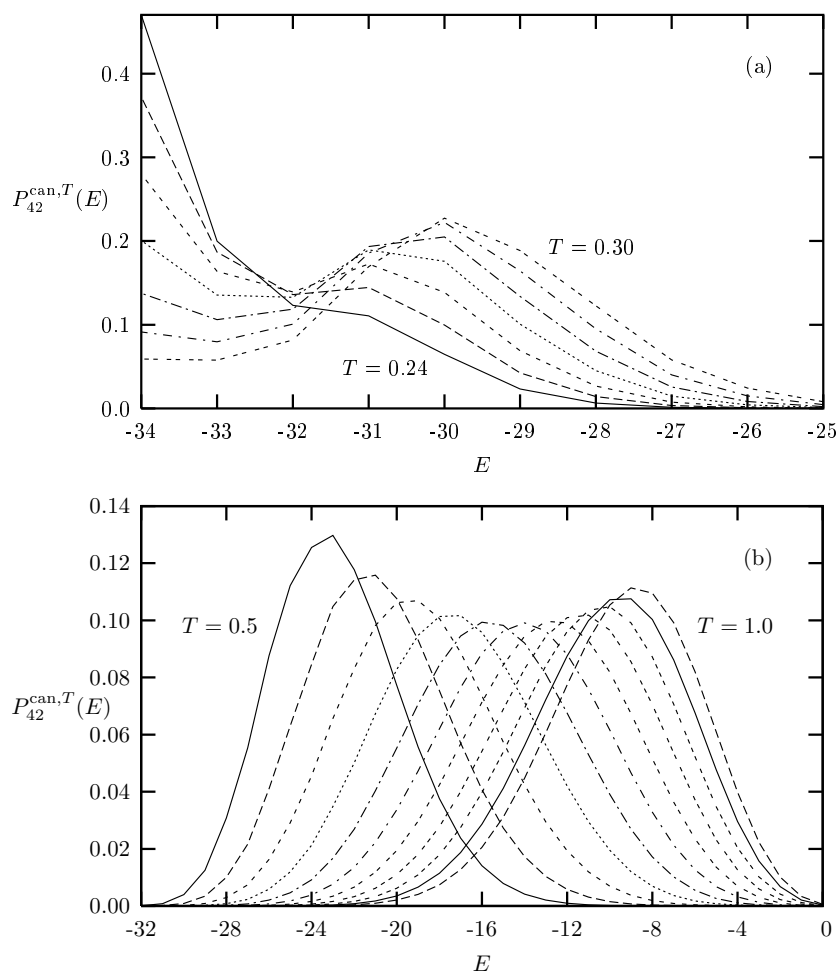 (a)
0.4
0.3
P_{42}^{can,T}(E)
0.2
T = 0.30
0.1
T = 0.24
0.0
-34 -33 -32 -31 -30 -29 -28 -27 -26 -25
E
0.14
(b)
0.12
0.10
T = 0.5
T = 1.0
0.08
P_{42}^{can,T}(E)
0.06
0.04
0.02
0.00
-32 -28 -24 -20 -16 -12 -8 -4 0
E